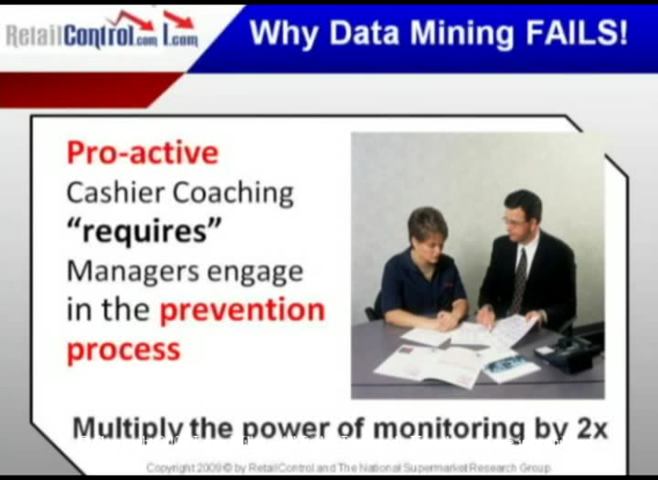 RetailControl.com
Why Data Mining FAILS!
Pro-active
Cashier Coaching
“requires”
Managers engage
in the prevention
process
Multiply the power of monitoring by 2x
Copyright 2009 © by RetailControl and The National Supermarket Research Group